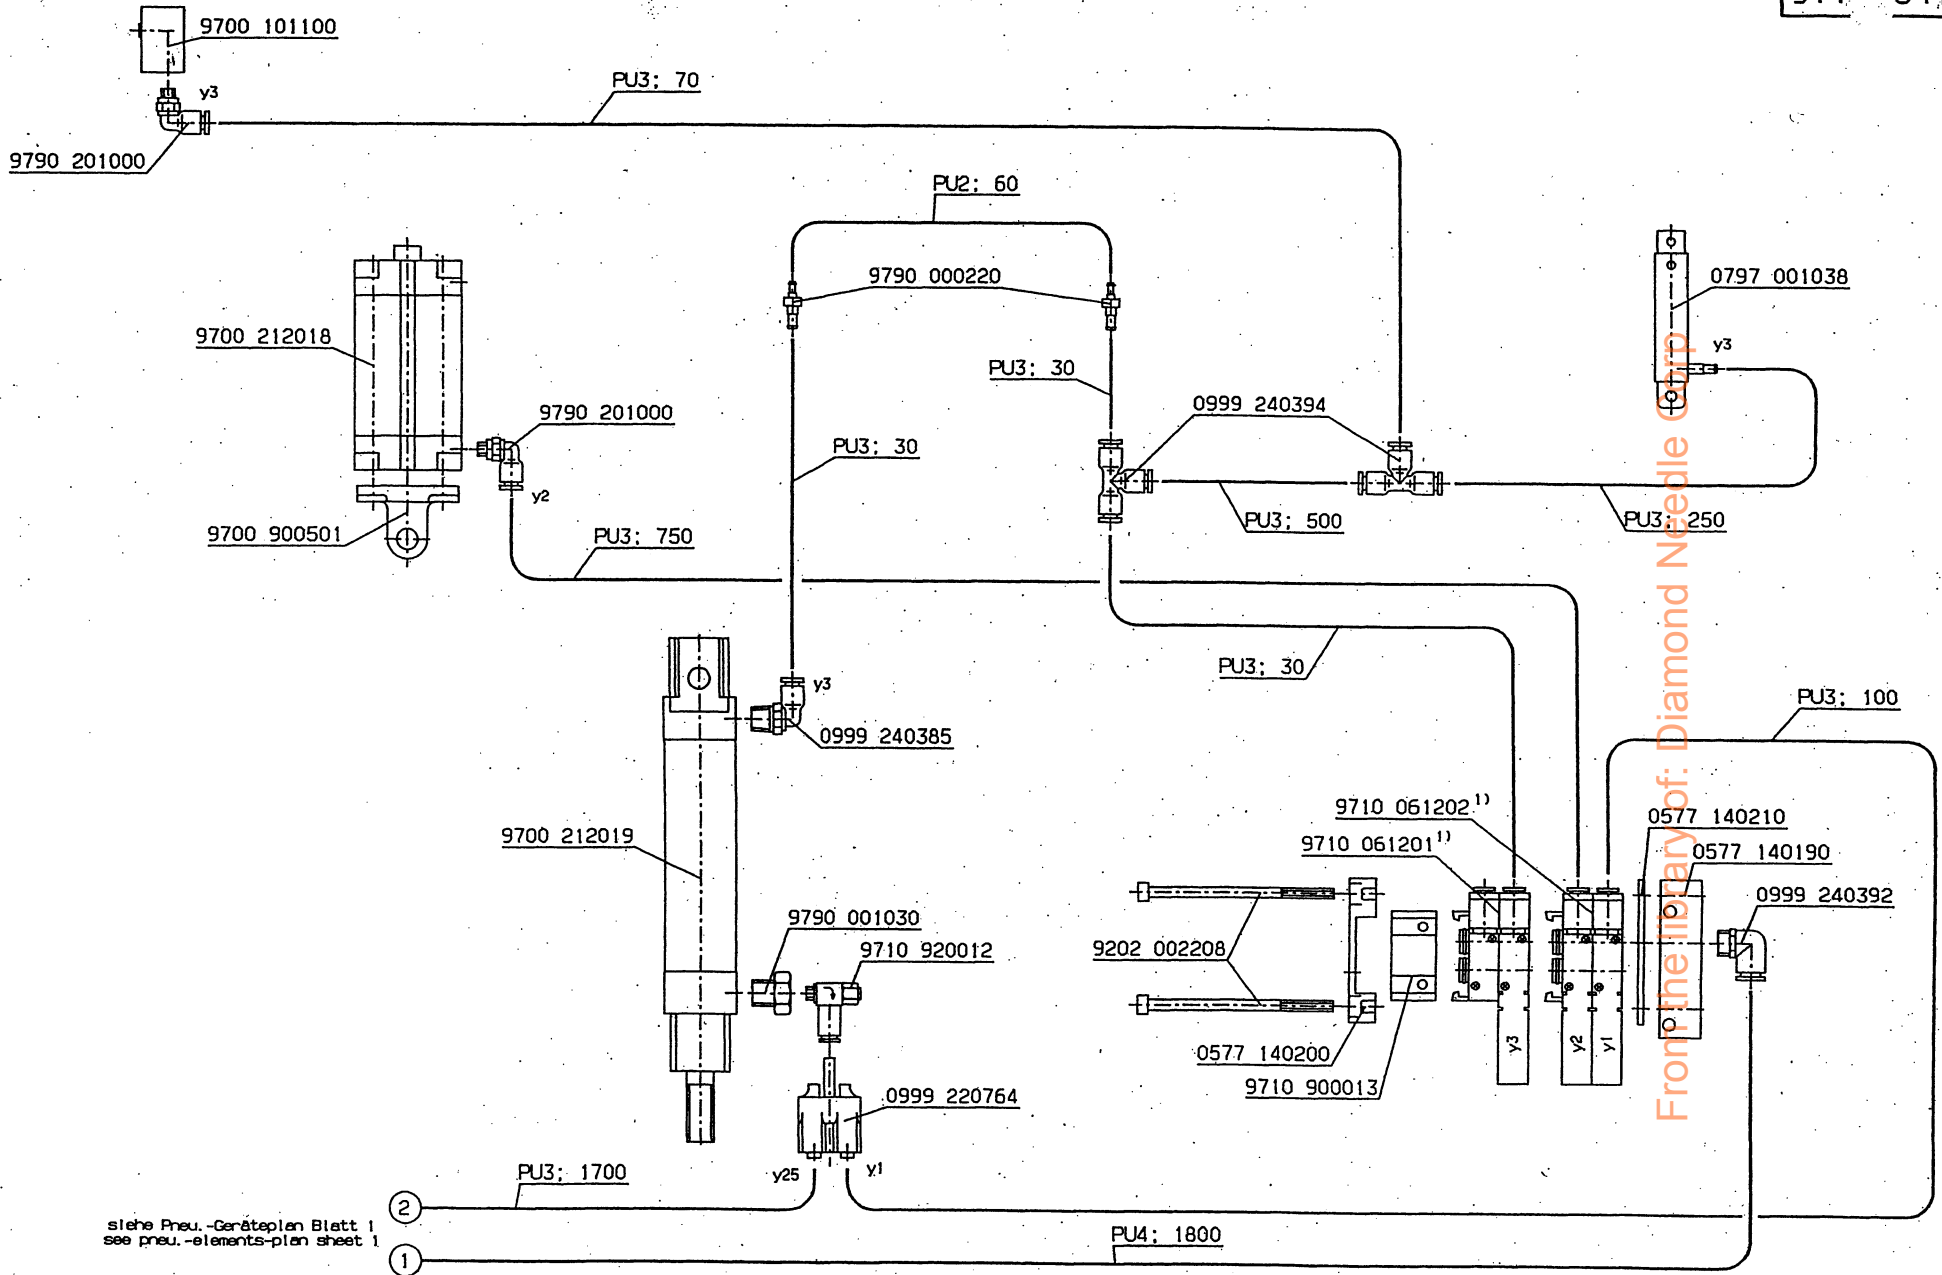 9700 101100
y3
9790 201000
PU3; 70
PU2; 60
9790 000220
0797 001038
y3
9700 212018
9790 201000
y2
PU3; 30
PU3; 30
0999 240394
9700 900501
PU3; 750
PU3; 500
PU3; 250
PU3; 30
y3
0999 240385
PU3; 100
9710 061202 1)
9710 061201 1)
0577 140210
0577 140190
0999 240392
9700 212019
9790 001030
9710 920012
9202 002208
0577 140200
9710 900013
y3
y2
y1
0999 220764
y25
y1
PU3; 1700
2
siehe Pneu.-Geräteplan Blatt 1
see pneu.-elements-plan sheet 1
1
PU4; 1800
From the library of: Diamond Needle Corp